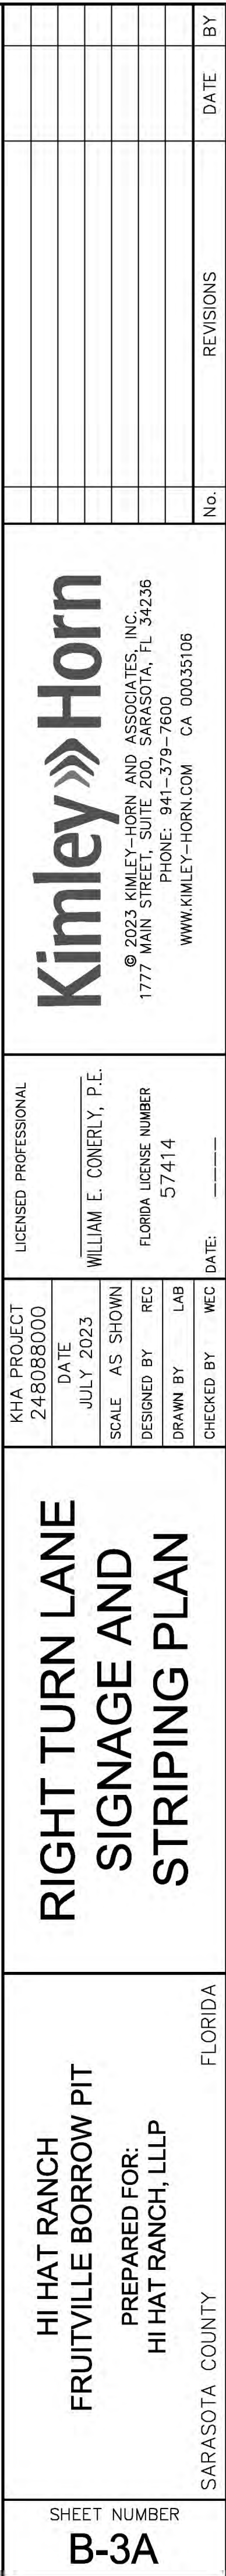 No. REVISIONS DATE BY
Kimley»Horn
© 2023 KIMLEY-HORN AND ASSOCIATES, INC.
1777 MAIN STREET, SUITE 200, SARASOTA, FL 34236
PHONE: 941-379-7600
WWW.KIMLEY-HORN.COM CA 00035106
LICENSED PROFESSIONAL
WILLIAM E. CONERLY, P.E.
FLORIDA LICENSE NUMBER
57414
DATE: ____
KHA PROJECT
248088000
DATE
JULY 2023
SCALE AS SHOWN
DESIGNED BY REC
DRAWN BY LAB
CHECKED BY WEC
RIGHT TURN LANE
SIGNAGE AND
STRIPING PLAN
HI HAT RANCH
FRUITVILLE BORROW PIT
PREPARED FOR:
HI HAT RANCH, LLLP
SARASOTA COUNTY FLORIDA
SHEET NUMBER
B-3A